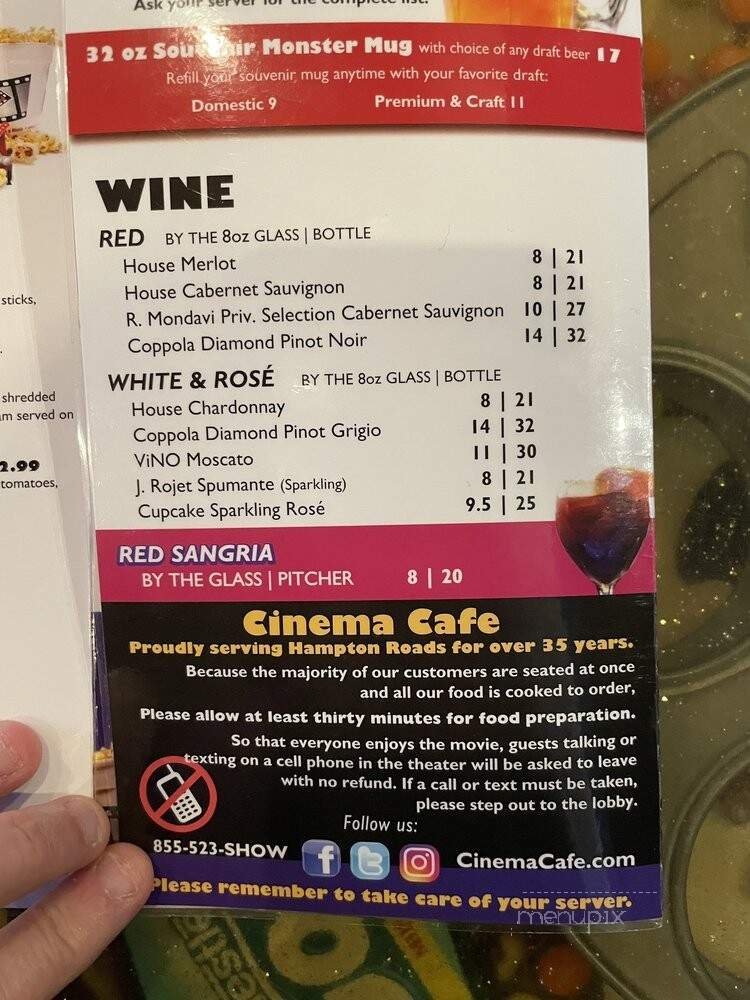 Ask your server for the complete list.
32 oz Souvenir Monster Mug with choice of any draft beer 17
Refill your souvenir mug anytime with your favorite draft:
Domestic 9 Premium & Craft 11
WINE
RED BY THE 8oz GLASS | BOTTLE
House Merlot 8 | 21
House Cabernet Sauvignon 8 | 21
R. Mondavi Priv. Selection Cabernet Sauvignon 10 | 27
Coppola Diamond Pinot Noir 14 | 32
WHITE & ROSÉ BY THE 8oz GLASS | BOTTLE
House Chardonnay 8 | 21
Coppola Diamond Pinot Grigio 14 | 32
ViNO Moscato 11 | 30
J. Rojet Spumante (Sparkling) 8 | 21
Cupcake Sparkling Rosé 9.5 | 25
RED SANGRIA
BY THE GLASS | PITCHER 8 | 20
Cinema Cafe
Proudly serving Hampton Roads for over 35 years.
Because the majority of our customers are seated at once
and all our food is cooked to order,
Please allow at least thirty minutes for food preparation.
So that everyone enjoys the movie, guests talking or
texting on a cell phone in the theater will be asked to leave
with no refund. If a call or text must be taken,
please step out to the lobby.
Follow us:
855-523-SHOW CinemaCafe.com
Please remember to take care of your server.
sticks,
shredded
served on
2.99
tomatoes,
menupix